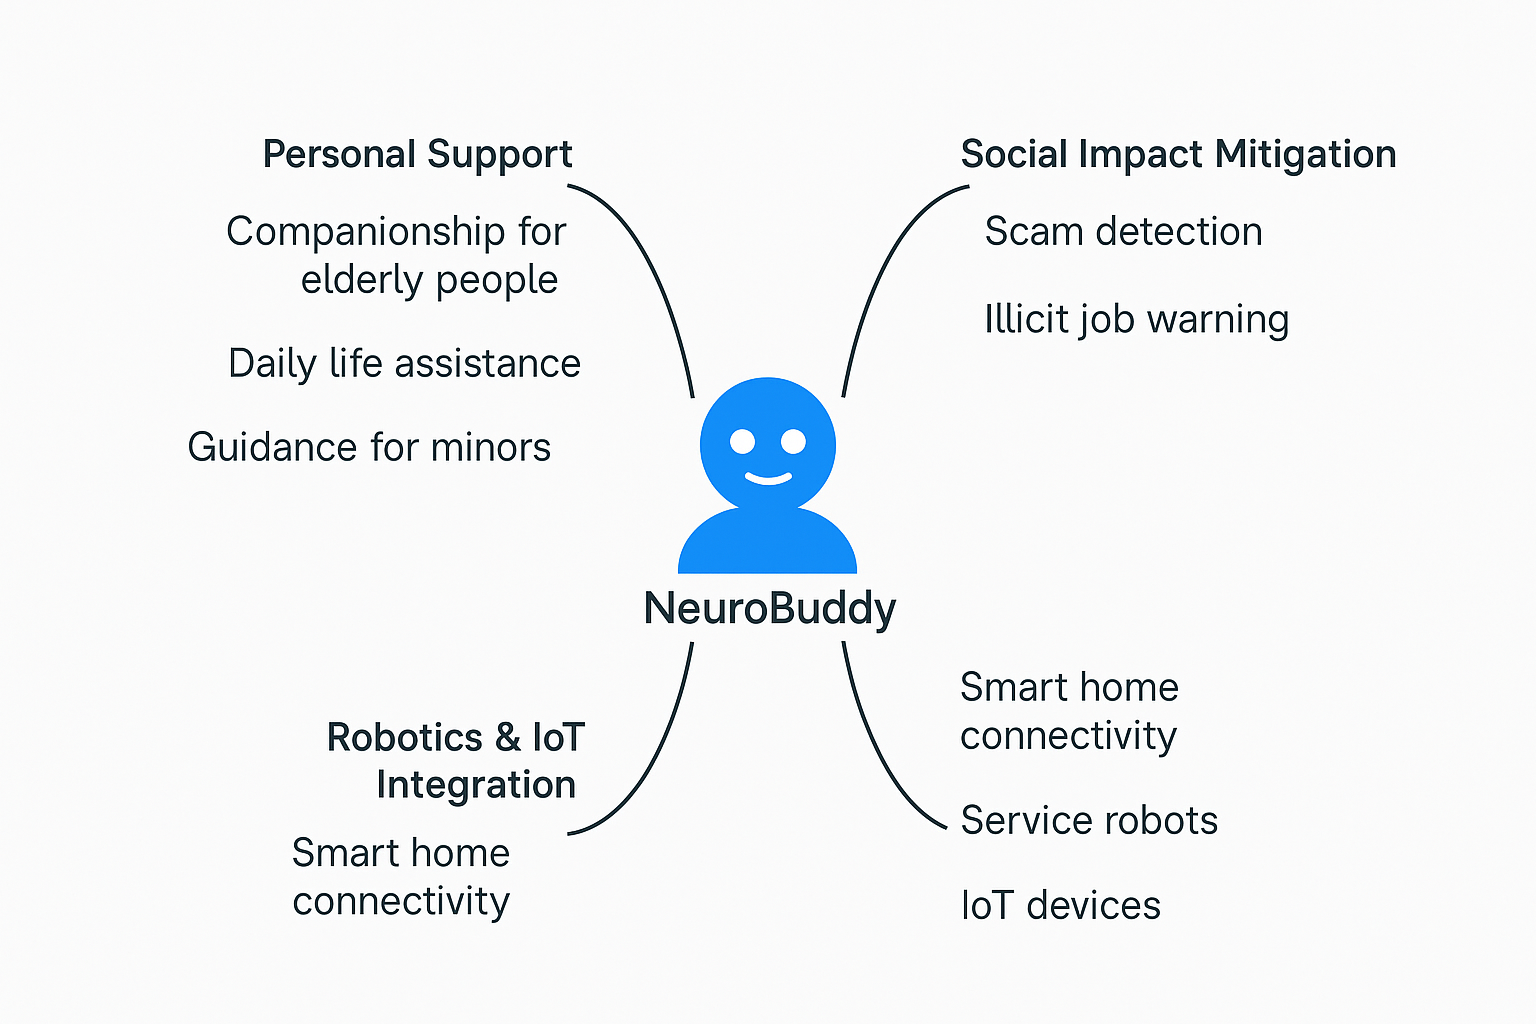 Personal Support
Companionship for
elderly people
Daily life assistance
Guidance for minors
Social Impact Mitigation
Scam detection
Illicit job warning
NeuroBuddy
Robotics & IoT
Integration
Smart home
connectivity
Smart home
connectivity
Service robots
IoT devices